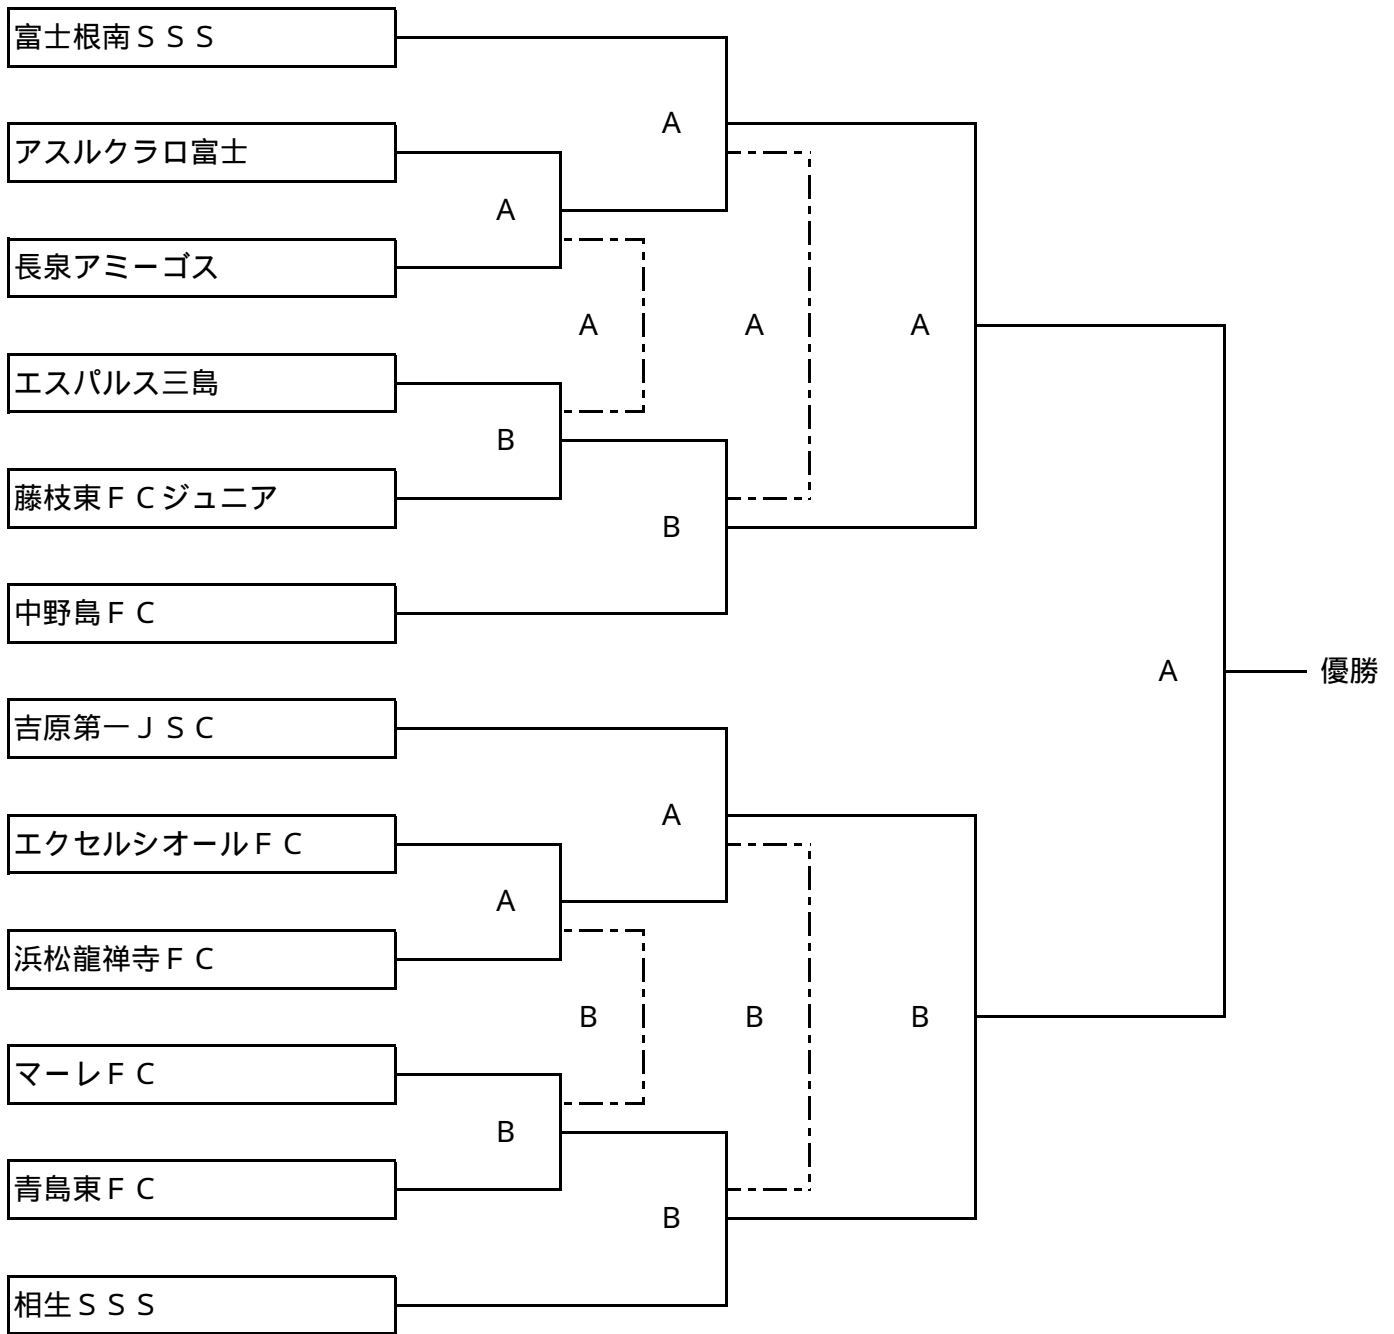 富士根南ＳＳＳ
A
アスルクラロ富士
A
長泉アミーゴス
A A A
エスパルス三島
B
藤枝東ＦＣジュニア
B
中野島ＦＣ
A 優勝
吉原第一ＪＳＣ
A
エクセルシオールＦＣ
A
浜松龍禅寺ＦＣ
B B B
マーレＦＣ
B
青島東ＦＣ
B
相生ＳＳＳ